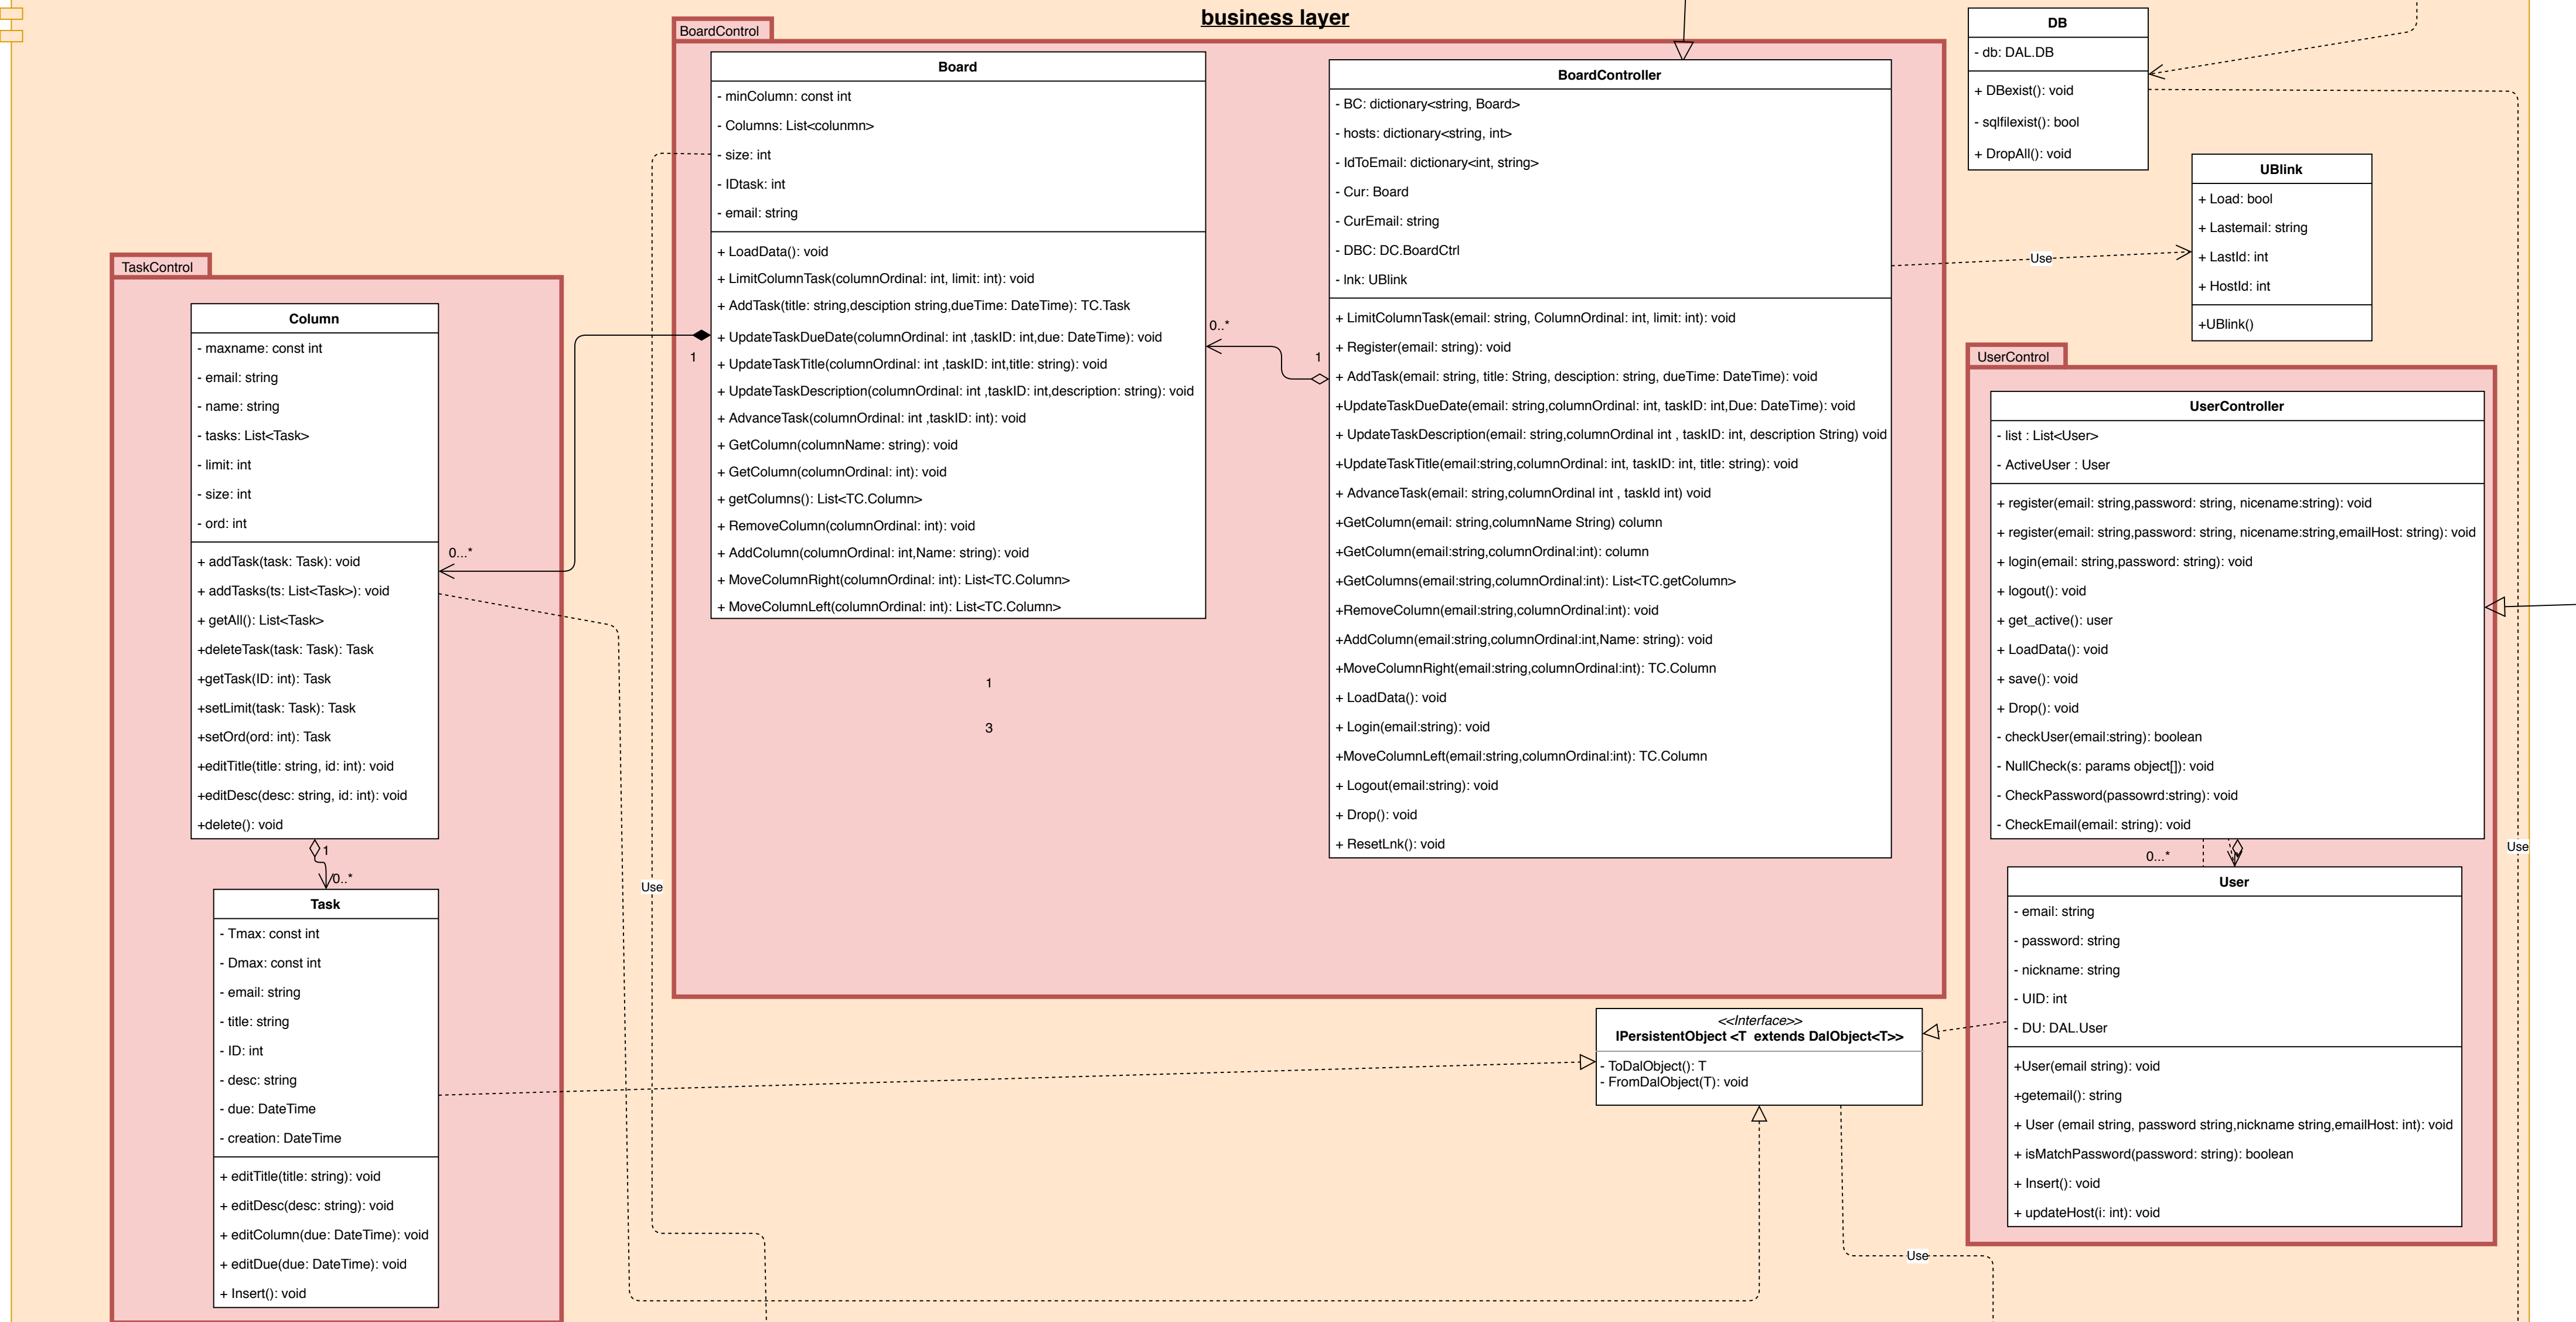 business layer
BoardControl
Board
- minColumn: const int
- Columns: List<colunmn>
- size: int
- IDtask: int
- email: string
+ LoadData(): void
+ LimitColumnTask(columnOrdinal: int, limit: int): void
+ AddTask(title: string,desciption string,dueTime: DateTime): TC.Task
+ UpdateTaskDueDate(columnOrdinal: int ,taskID: int,due: DateTime): void
+ UpdateTaskTitle(columnOrdinal: int ,taskID: int,title: string): void
+ UpdateTaskDescription(columnOrdinal: int ,taskID: int,description: string): void
+ AdvanceTask(columnOrdinal: int ,taskID: int): void
+ GetColumn(columnName: string): void
+ GetColumn(columnOrdinal: int): void
+ getColumns(): List<TC.Column>
+ RemoveColumn(columnOrdinal: int): void
+ AddColumn(columnOrdinal: int,Name: string): void
+ MoveColumnRight(columnOrdinal: int): List<TC.Column>
+ MoveColumnLeft(columnOrdinal: int): List<TC.Column>
1
0..*
1
1
3
BoardController
- BC: dictionary<string, Board>
- hosts: dictionary<string, int>
- IdToEmail: dictionary<int, string>
- Cur: Board
- CurEmail: string
- DBC: DC.BoardCtrl
- lnk: UBlink
+ LimitColumnTask(email: string, ColumnOrdinal: int, limit: int): void
+ Register(email: string): void
+ AddTask(email: string, title: String, desciption: string, dueTime: DateTime): void
+UpdateTaskDueDate(email: string,columnOrdinal: int, taskID: int,Due: DateTime): void
+ UpdateTaskDescription(email: string,columnOrdinal int , taskID: int, description String) void
+UpdateTaskTitle(email:string,columnOrdinal: int, taskID: int, title: string): void
+ AdvanceTask(email: string,columnOrdinal int , taskId int) void
+GetColumn(email: string,columnName String) column
+GetColumn(email:string,columnOrdinal:int): column
+GetColumns(email:string,columnOrdinal:int): List<TC.getColumn>
+RemoveColumn(email:string,columnOrdinal:int): void
+AddColumn(email:string,columnOrdinal:int,Name: string): void
+MoveColumnRight(email:string,columnOrdinal:int): TC.Column
+ LoadData(): void
+ Login(email:string): void
+MoveColumnLeft(email:string,columnOrdinal:int): TC.Column
+ Logout(email:string): void
+ Drop(): void
+ ResetLnk(): void
DB
- db: DAL.DB
+ DBexist(): void
- sqlfilexist(): bool
+ DropAll(): void
Use
UBlink
+ Load: bool
+ Lastemail: string
+ LastId: int
+ HostId: int
+UBlink()
TaskControl
Column
- maxname: const int
- email: string
- name: string
- tasks: List<Task>
- limit: int
- size: int
- ord: int
+ addTask(task: Task): void
+ addTasks(ts: List<Task>): void
+ getAll(): List<Task>
+deleteTask(task: Task): Task
+getTask(ID: int): Task
+setLimit(task: Task): Task
+setOrd(ord: int): Task
+editTitle(title: string, id: int): void
+editDesc(desc: string, id: int): void
+delete(): void
0...*
1
0..*
Task
- Tmax: const int
- Dmax: const int
- email: string
- title: string
- ID: int
- desc: string
- due: DateTime
- creation: DateTime
+ editTitle(title: string): void
+ editDesc(desc: string): void
+ editColumn(due: DateTime): void
+ editDue(due: DateTime): void
+ Insert(): void
Use
UserControl
UserController
- list : List<User>
- ActiveUser : User
+ register(email: string,password: string, nicename:string): void
+ register(email: string,password: string, nicename:string,emailHost: string): void
+ login(email: string,password: string): void
+ logout(): void
+ get_active(): user
+ LoadData(): void
+ save(): void
+ Drop(): void
- checkUser(email:string): boolean
- NullCheck(s: params object[]): void
- CheckPassword(passowrd:string): void
- CheckEmail(email: string): void
0...*
Use
User
- email: string
- password: string
- nickname: string
- UID: int
- DU: DAL.User
+User(email string): void
+getemail(): string
+ User (email string, password string,nickname string,emailHost: int): void
+ isMatchPassword(password: string): boolean
+ Insert(): void
+ updateHost(i: int): void
<<Interface>>
IPersistentObject <T  extends DalObject<T>>
- ToDalObject(): T
- FromDalObject(T): void
Use